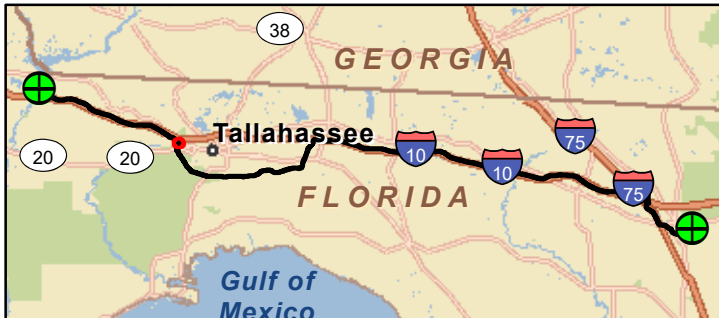 38
GEORGIA
Tallahassee
75
20
20
10
10
FLORIDA
75
Gulf of
Mexico